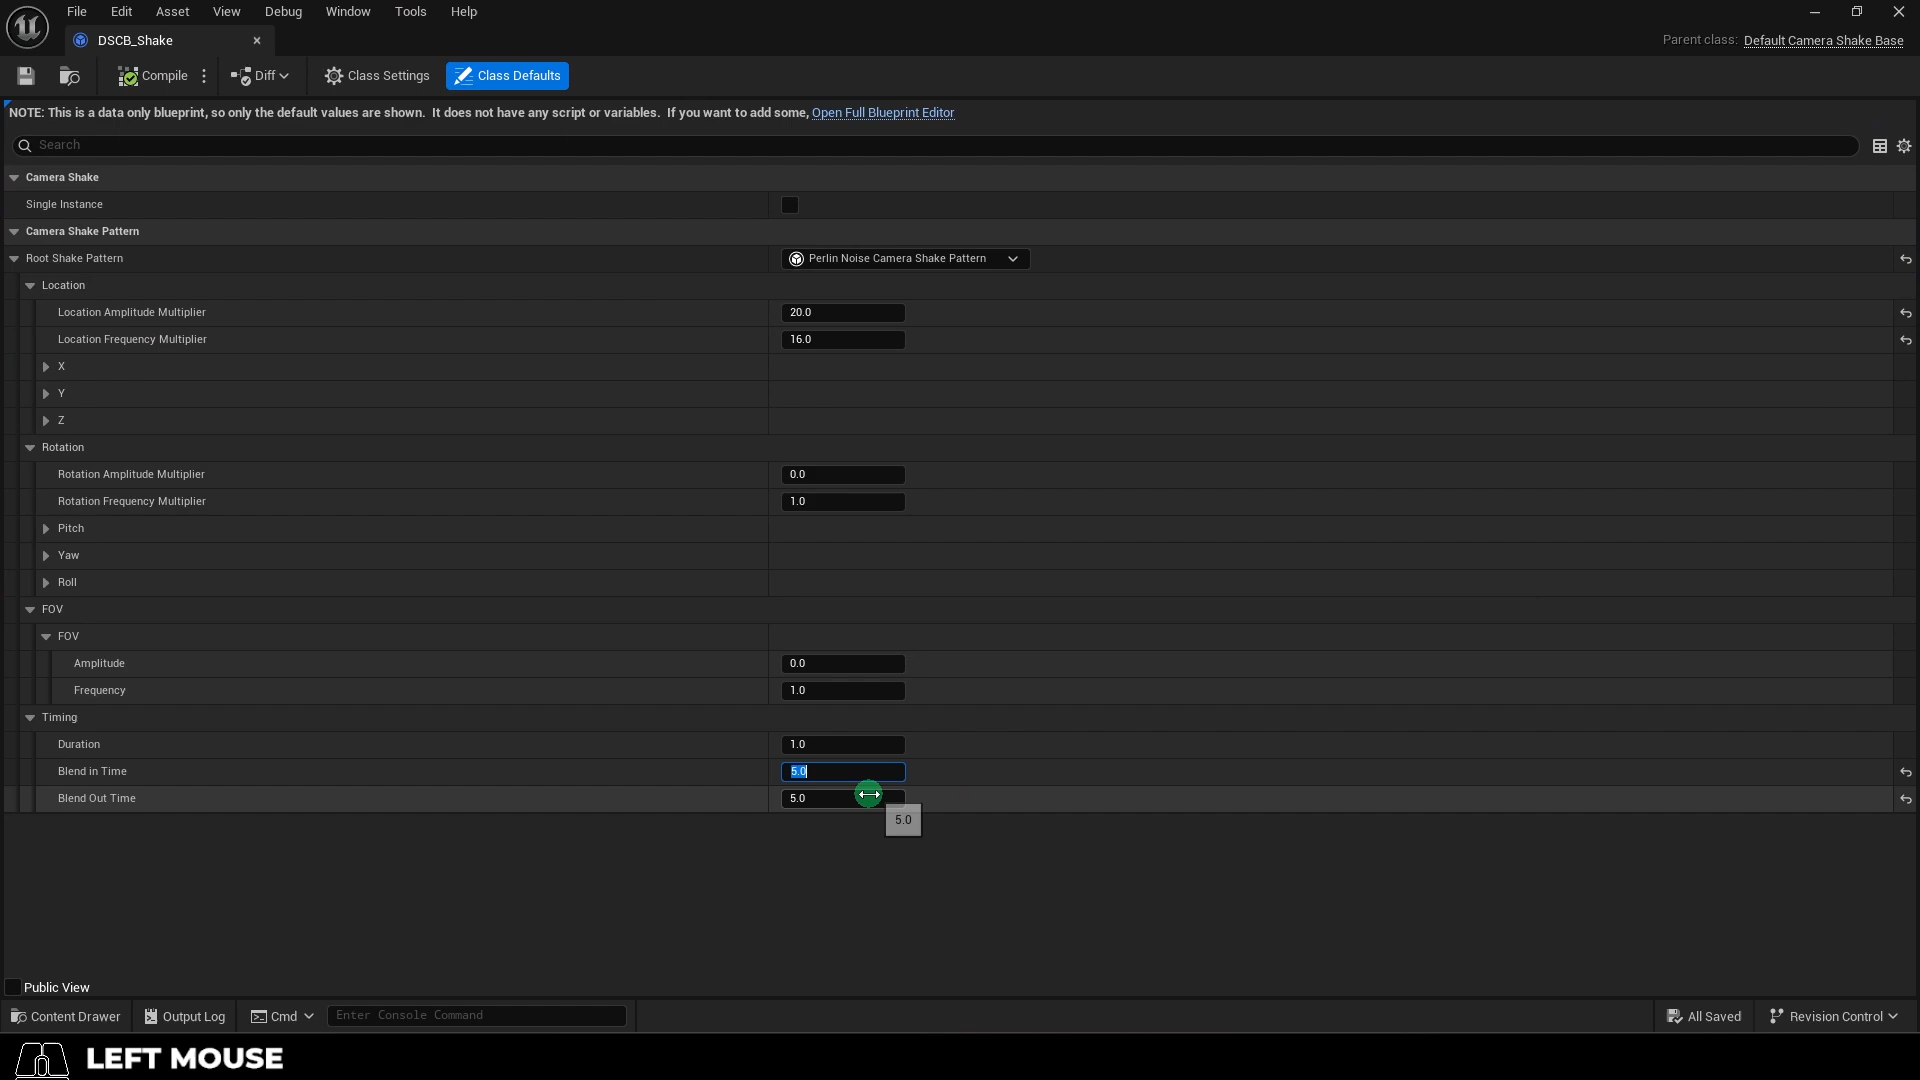 File Edit Asset View Debug Window Tools Help
DSCB_Shake
Parent class: Default Camera Shake Base
Compile Diff Class Settings Class Defaults
NOTE: This is a data only blueprint, so only the default values are shown. It does not have any script or variables. If you want to add some, Open Full Blueprint Editor
Search
Camera Shake
Single Instance
Camera Shake Pattern
Root Shake Pattern Perlin Noise Camera Shake Pattern
Location
Location Amplitude Multiplier 20.0
Location Frequency Multiplier 16.0
X
Y
Z
Rotation
Rotation Amplitude Multiplier 0.0
Rotation Frequency Multiplier 1.0
Pitch
Yaw
Roll
FOV
FOV
Amplitude 0.0
Frequency 1.0
Timing
Duration 1.0
Blend in Time 5.0
Blend Out Time 5.0
5.0
Public View
Content Drawer Output Log Cmd Enter Console Command All Saved Revision Control
LEFT MOUSE